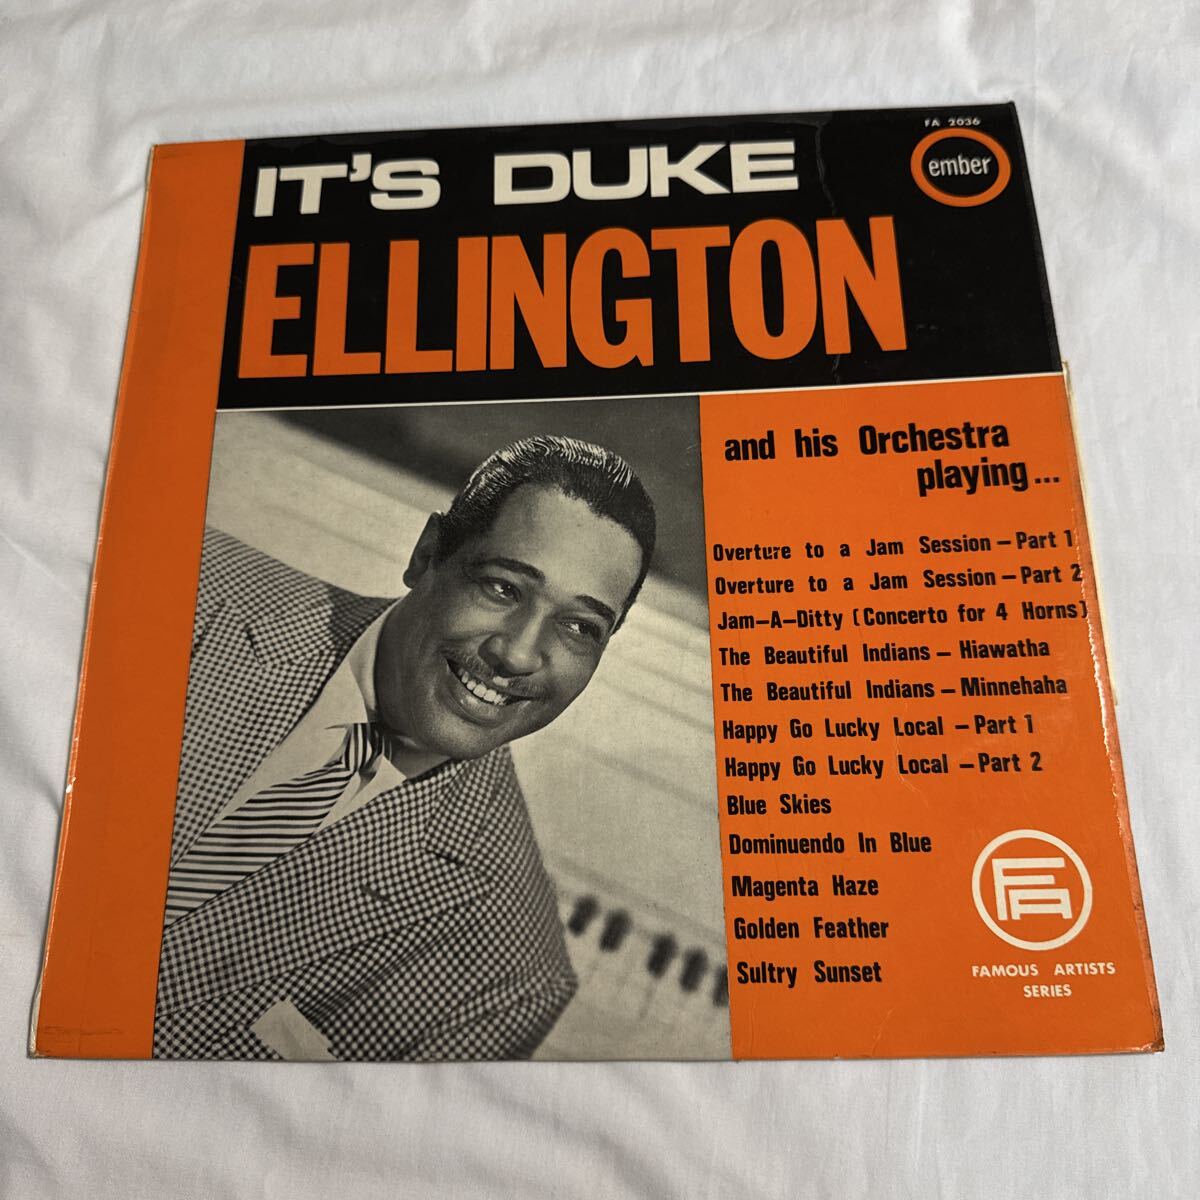 FA 2036
ember
IT'S DUKE
ELLINGTON
and his Orchestra
playing...
Overture to a Jam Session – Part 1
Overture to a Jam Session – Part 2
Jam-A-Ditty (Concerto for 4 Horns)
The Beautiful Indians – Hiawatha
The Beautiful Indians – Minnehaha
Happy Go Lucky Local – Part 1
Happy Go Lucky Local – Part 2
Blue Skies
Dominuendo In Blue
Magenta Haze
Golden Feather
Sultry Sunset
FA
FAMOUS ARTISTS
SERIES